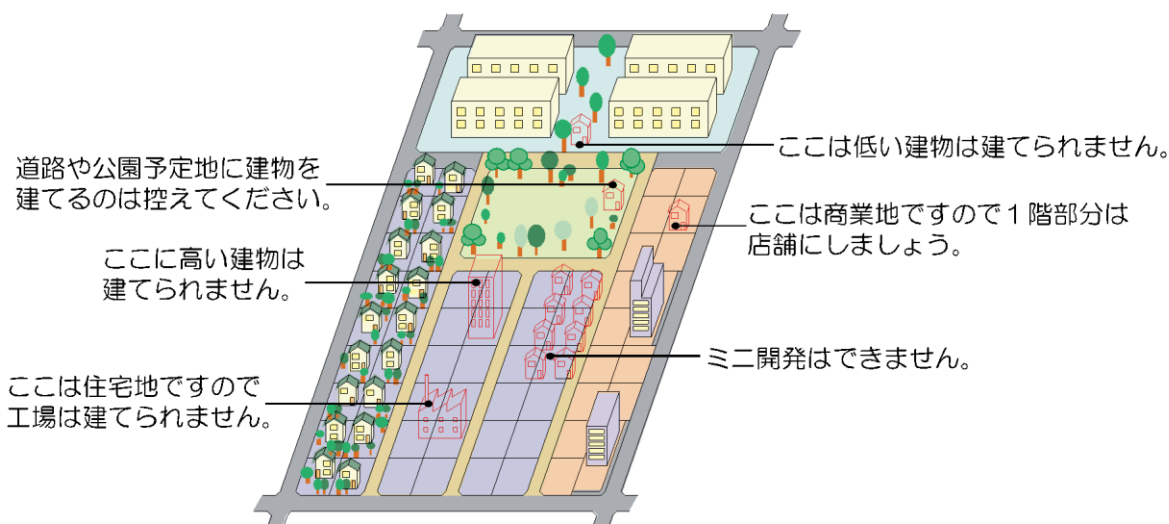 ここは低い建物は建てられません。
道路や公園予定地に建物を
建てるのは控えてください。
ここは商業地ですので１階部分は
店舗にしましょう。
ここに高い建物は
建てられません。
ミニ開発はできません。
ここは住宅地ですので
工場は建てられません。